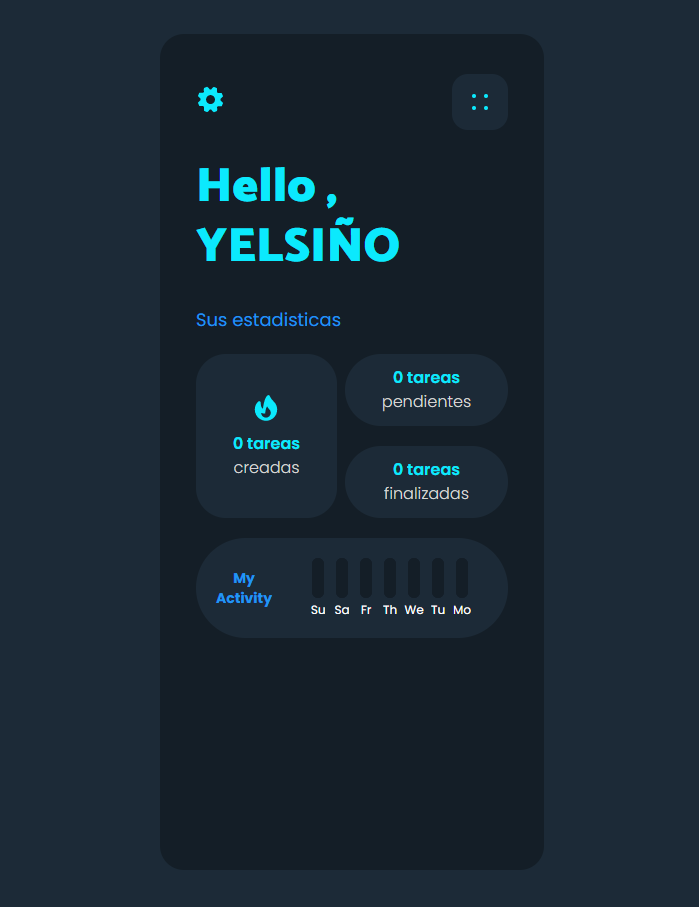 Hello ,
YELSIÑO
Sus estadisticas
0 tareas
creadas
0 tareas
pendientes
0 tareas
finalizadas
My
Activity
Su Sa Fr Th We Tu Mo